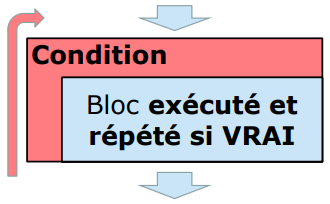 Condition
Bloc exécuté et
répété si VRAI